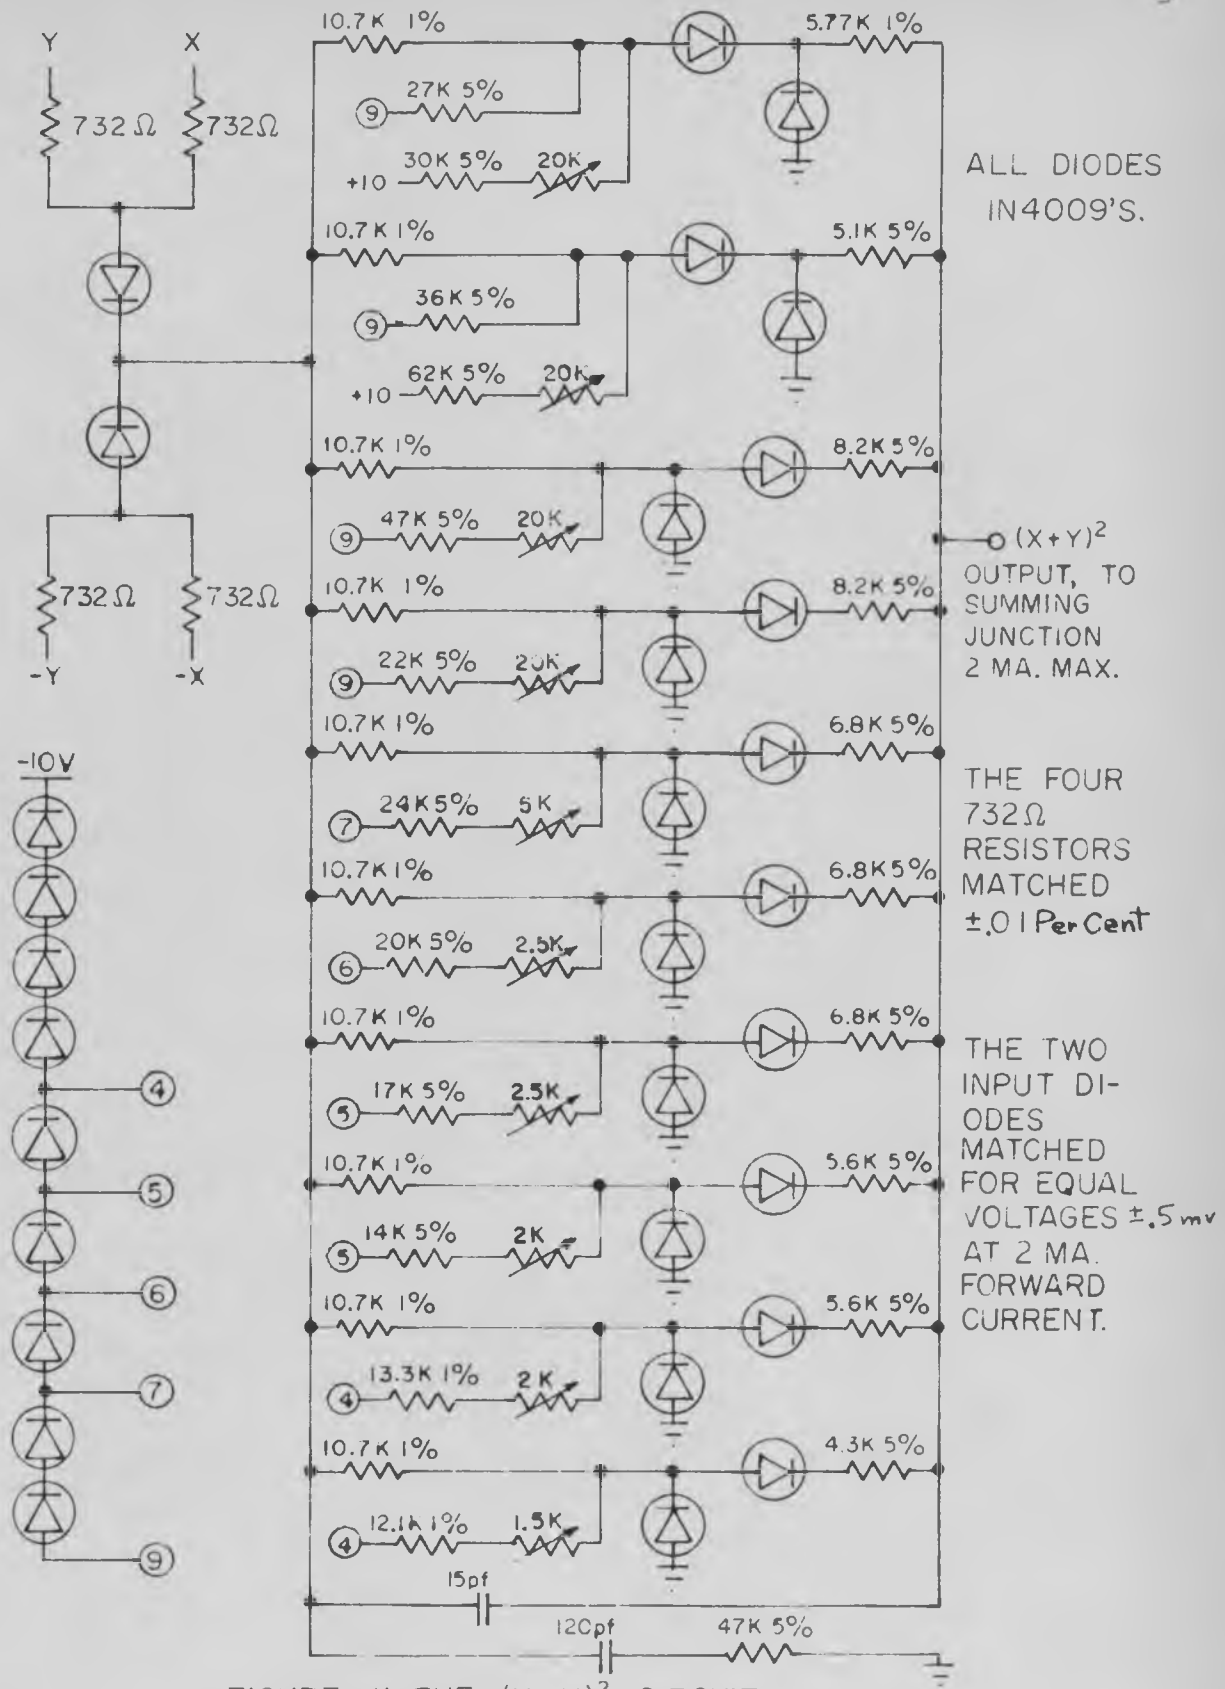 Y X
732Ω 732Ω
732Ω 732Ω
-Y -X
-10V
④
⑤
⑥
⑦
⑨
10.7K 1% 5.77K 1%
⑨ 27K 5%
+10 30K 5% 20K
10.7K 1% 5.1K 5%
⑨ 36K 5%
+10 62K 5% 20K
10.7K 1% 8.2K 5%
⑨ 47K 5% 20K
10.7K 1% 8.2K 5%
⑨ 22K 5% 20K
10.7K 1% 6.8K 5%
⑦ 24K 5% 5K
10.7K 1% 6.8K 5%
⑥ 20K 5% 2.5K
10.7K 1% 6.8K 5%
⑤ 17K 5% 2.5K
10.7K 1% 5.6K 5%
⑤ 14K 5% 2K
10.7K 1% 5.6K 5%
④ 13.3K 1% 2K
10.7K 1% 4.3K 5%
④ 12.1K 1% 1.5K
15pf
120pf 47K 5%
ALL DIODES
IN4009'S.
(X+Y)²
OUTPUT, TO
SUMMING
JUNCTION
2 MA. MAX.
THE FOUR
732Ω
RESISTORS
MATCHED
±.01 Per Cent
THE TWO
INPUT DI-
ODES
MATCHED
FOR EQUAL
VOLTAGES ±.5mv
AT 2 MA.
FORWARD
CURRENT.